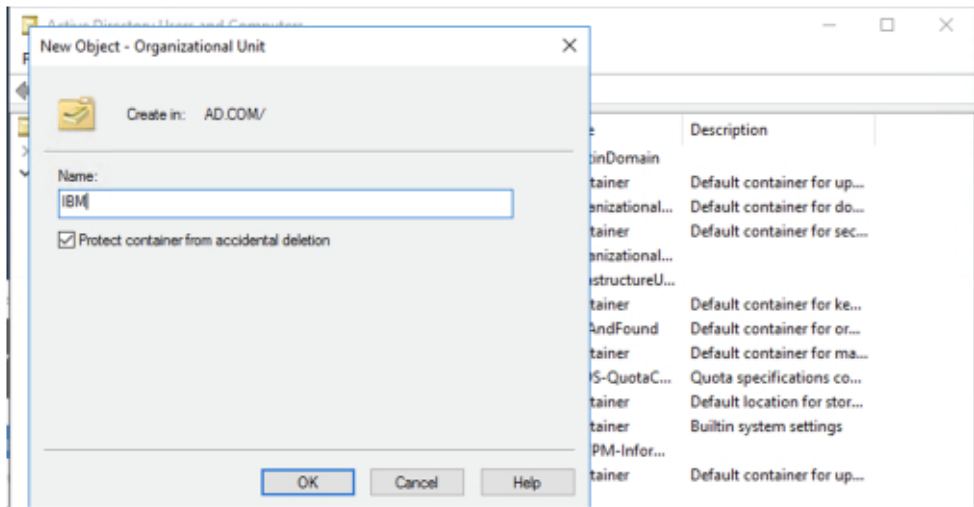 Active Directory Users and Computers
New Object - Organizational Unit
Create in: AD.COM/
Name:
IBM
Protect container from accidental deletion
OK Cancel Help
Description
tinDomain
tainer Default container for up...
anizational... Default container for do...
tainer Default container for sec...
anizational...
astructureU...
tainer Default container for ke...
AndFound Default container for or...
tainer Default container for ma...
OS-QuotaC... Quota specifications co...
tainer Default location for stor...
tainer Builtin system settings
PM-Infor...
tainer Default container for up...